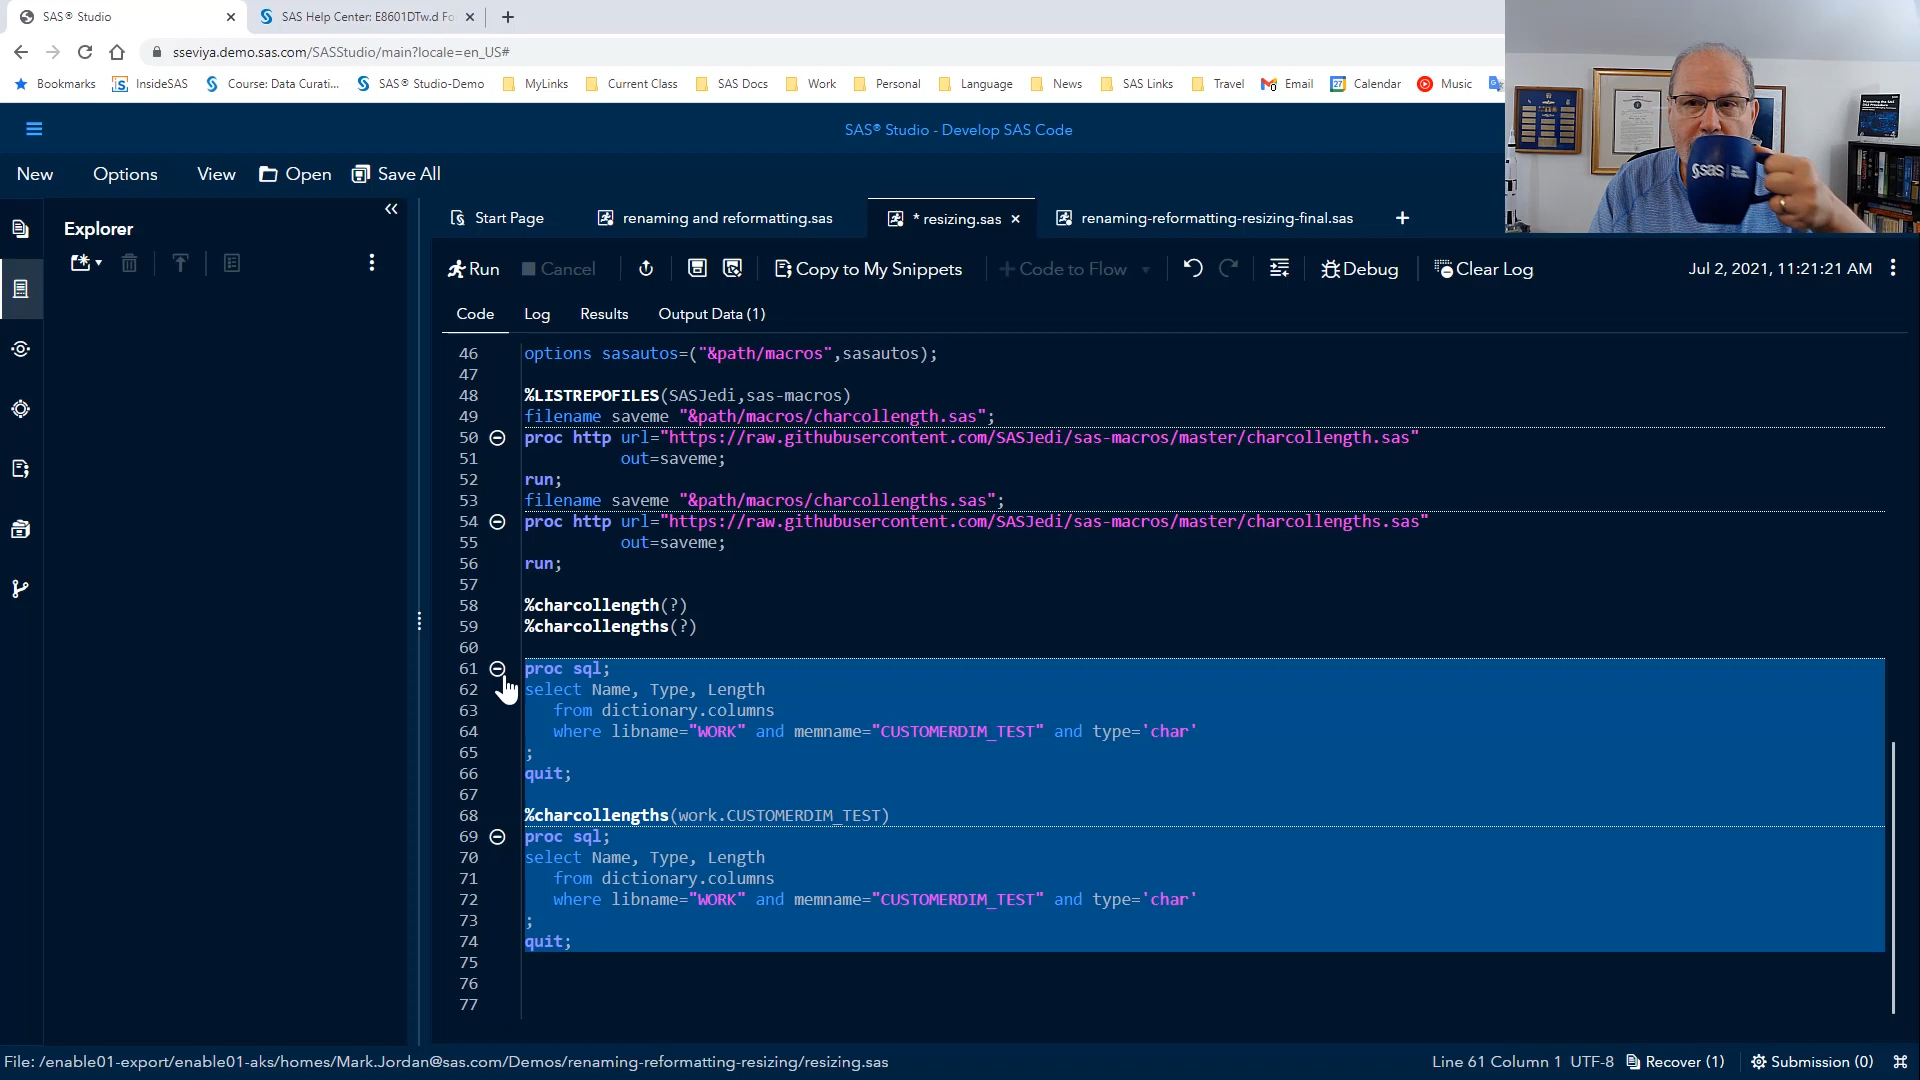 SAS® Studio
SAS Help Center: E8601DTw.d Fo
sseviya.demo.sas.com/SASStudio/main?locale=en_US#
Bookmarks InsideSAS Course: Data Curati... SAS® Studio-Demo MyLinks Current Class SAS Docs Work Personal Language News SAS Links Travel Email 27 Calendar Music
SAS® Studio - Develop SAS Code
New Options View Open Save All
Explorer
Start Page renaming and reformatting.sas * resizing.sas renaming-reformatting-resizing-final.sas
Run Cancel Copy to My Snippets Code to Flow Debug Clear Log Jul 2, 2021, 11:21:21 AM
Code Log Results Output Data (1)
46 options sasautos=("&path/macros",sasautos);
47
48 %LISTREPOFILES(SASJedi,sas-macros)
49 filename saveme "&path/macros/charcollength.sas";
50 proc http url="https://raw.githubusercontent.com/SASJedi/sas-macros/master/charcollength.sas"
51 out=saveme;
52 run;
53 filename saveme "&path/macros/charcollengths.sas";
54 proc http url="https://raw.githubusercontent.com/SASJedi/sas-macros/master/charcollengths.sas"
55 out=saveme;
56 run;
57
58 %charcollength(?)
59 %charcollengths(?)
60
61 proc sql;
62 select Name, Type, Length
63 from dictionary.columns
64 where libname="WORK" and memname="CUSTOMERDIM_TEST" and type='char'
65 ;
66 quit;
67
68 %charcollengths(work.CUSTOMERDIM_TEST)
69 proc sql;
70 select Name, Type, Length
71 from dictionary.columns
72 where libname="WORK" and memname="CUSTOMERDIM_TEST" and type='char'
73 ;
74 quit;
75
76
77
File: /enable01-export/enable01-aks/homes/Mark.Jordan@sas.com/Demos/renaming-reformatting-resizing/resizing.sas
Line 61 Column 1 UTF-8 Recover (1) Submission (0)
sas